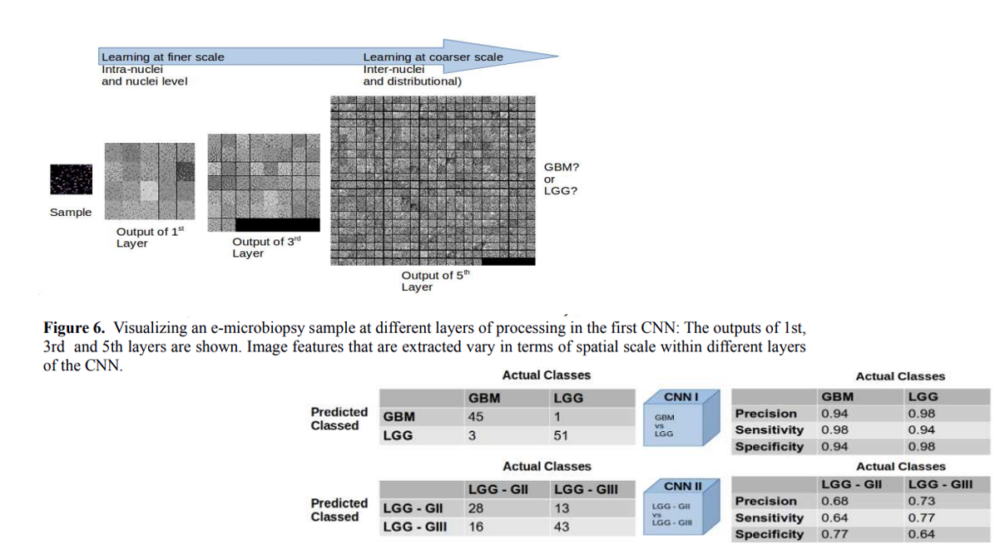 Learning at finer scale
Intra-nuclei
and nuclei level
Learning at coarser scale
Inter-nuclei
and distributional)
Sample
Output of 1st
Layer
Output of 3rd
Layer
Output of 5th
Layer
GBM?
or
LGG?
Figure 6. Visualizing an e-microbiopsy sample at different layers of processing in the first CNN: The outputs of 1st,
3rd and 5th layers are shown. Image features that are extracted vary in terms of spatial scale within different layers
of the CNN.
Actual Classes
GBM LGG
Predicted
Classed
GBM 45 1
LGG 3 51
CNN I
GBM
vs
LGG
Actual Classes
GBM LGG
Precision 0.94 0.98
Sensitivity 0.98 0.94
Specificity 0.94 0.98
Actual Classes
LGG - GII LGG - GIII
Predicted
Classed
LGG - GII 28 13
LGG - GIII 16 43
CNN II
LGG - GII
vs
LGG - GIII
Actual Classes
LGG - GII LGG - GIII
Precision 0.68 0.73
Sensitivity 0.64 0.77
Specificity 0.77 0.64